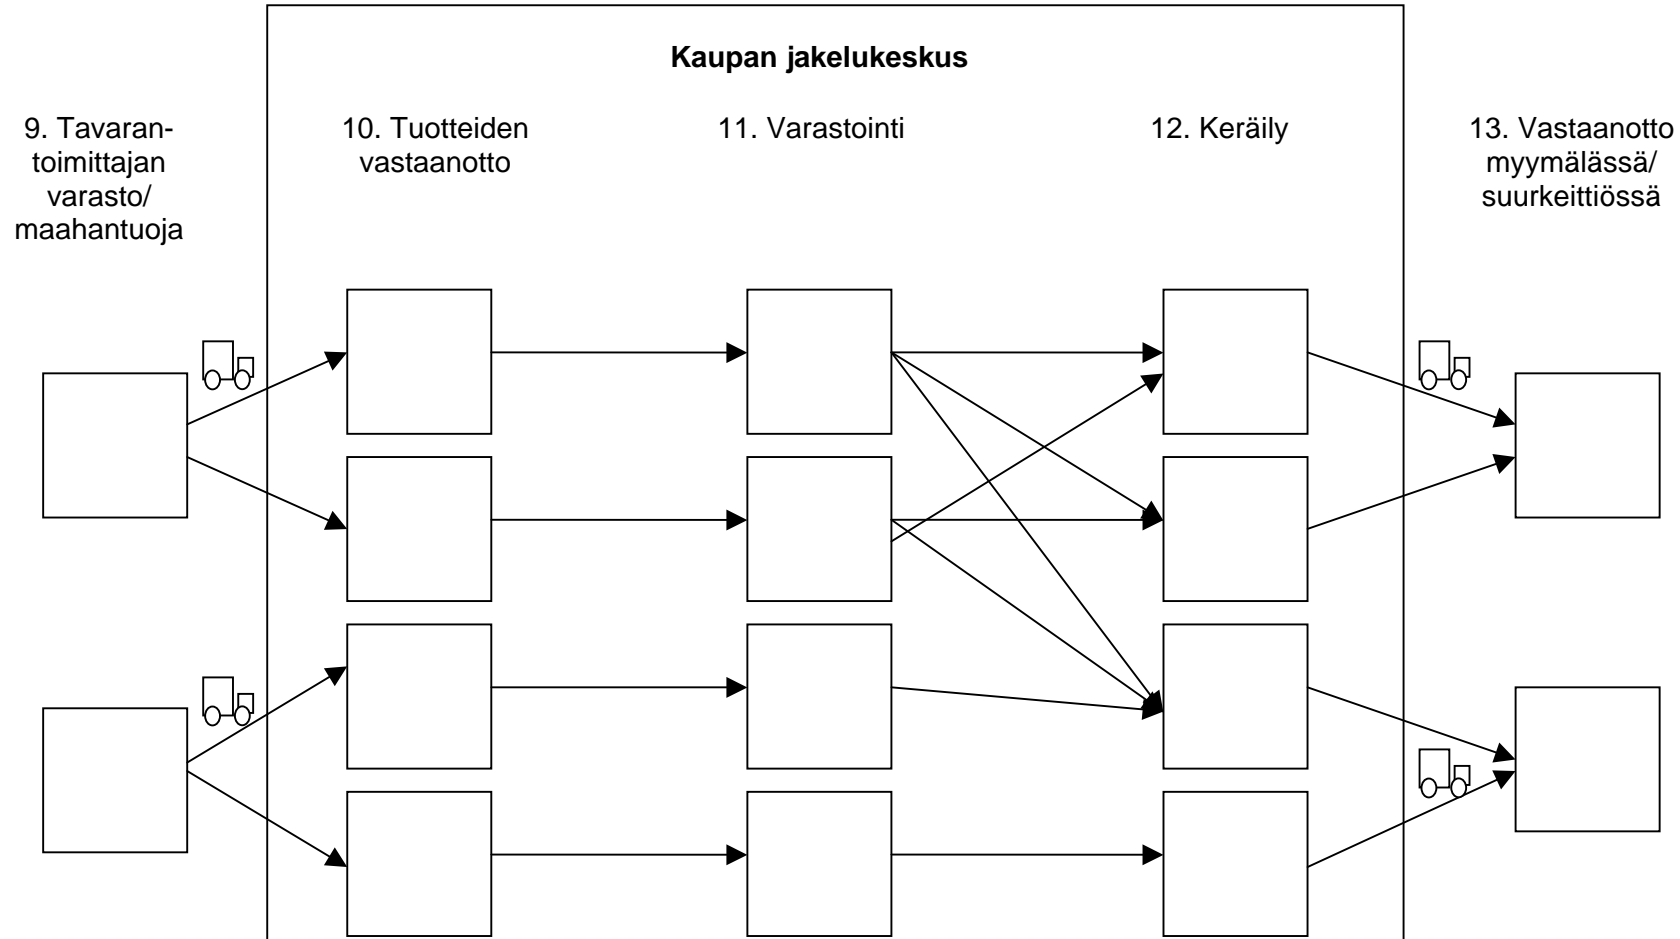 Kaupan jakelukeskus
9. Tavaran-
toimittajan
varasto/
maahantuoja
10. Tuotteiden
vastaanotto
11. Varastointi
12. Keräily
13. Vastaanotto
myymälässä/
suurkeittiössä